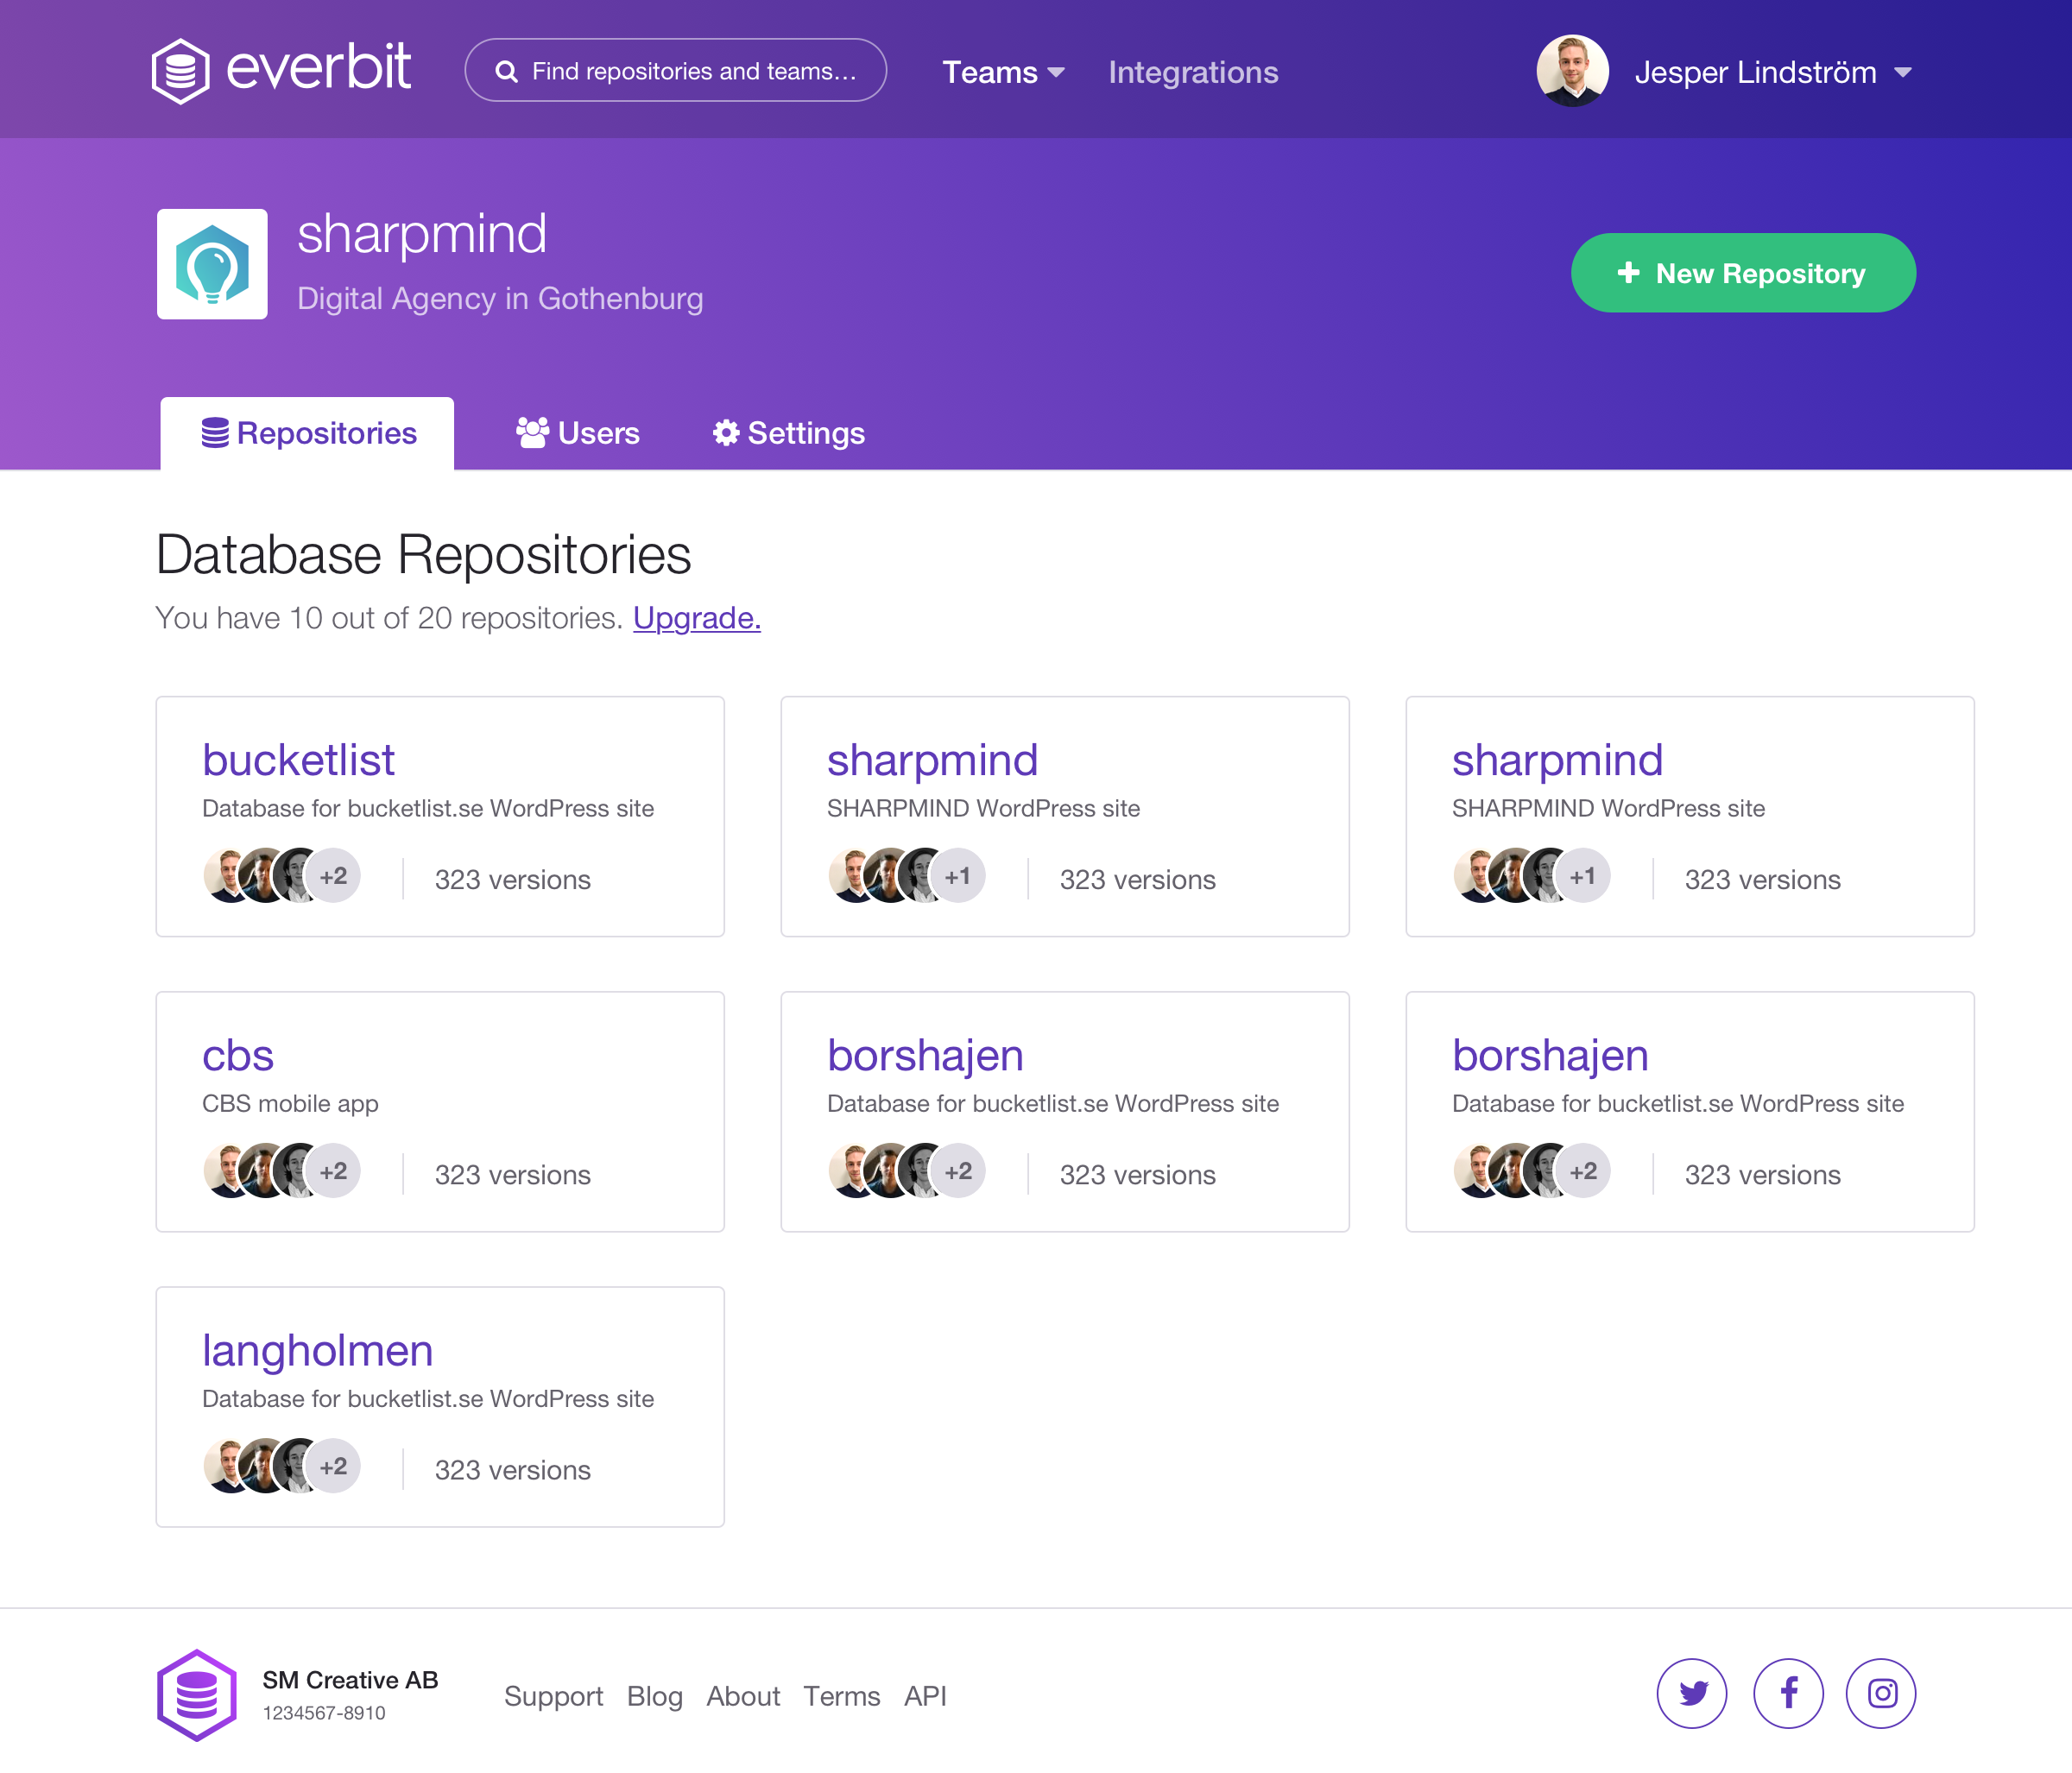 everbit
Find repositories and teams...
Teams
Integrations
Jesper Lindström
sharpmind
Digital Agency in Gothenburg
New Repository
Repositories
Users
Settings
Database Repositories
You have 10 out of 20 repositories. Upgrade.
bucketlist
Database for bucketlist.se WordPress site
+2
323 versions
sharpmind
SHARPMIND WordPress site
+1
323 versions
sharpmind
SHARPMIND WordPress site
+1
323 versions
cbs
CBS mobile app
+2
323 versions
borshajen
Database for bucketlist.se WordPress site
+2
323 versions
borshajen
Database for bucketlist.se WordPress site
+2
323 versions
langholmen
Database for bucketlist.se WordPress site
+2
323 versions
SM Creative AB
1234567-8910
Support
Blog
About
Terms
API